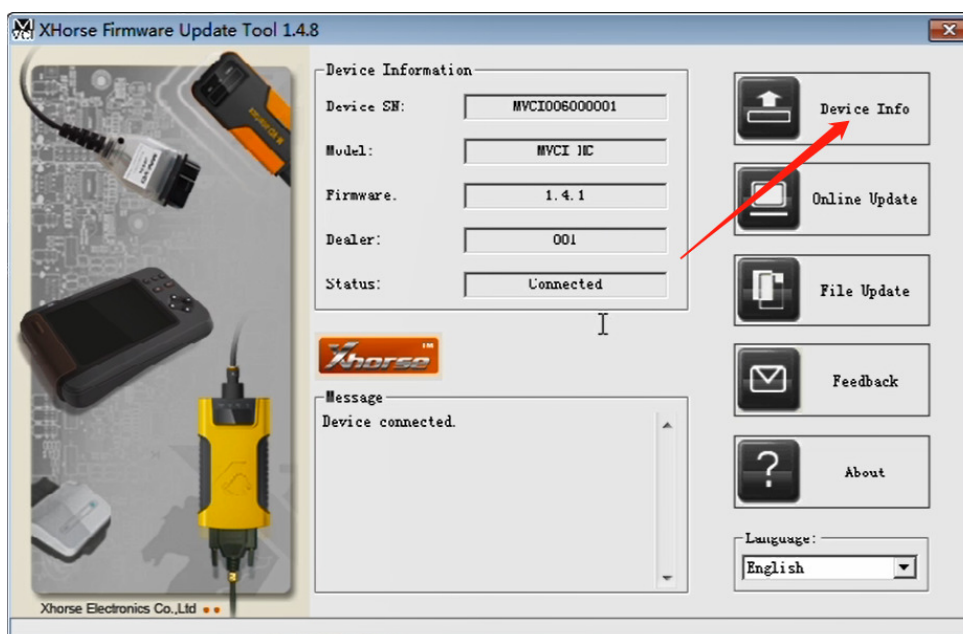 XHorse Firmware Update Tool 1.4.8
Device Information
Device SN:
MVCI006000001
Model:
MVCI
Firmware.
1.4.1
Dealer:
001
Status:
Connected
Xhorse™
Message
Device connected.
Device Info
Online Update
File Update
Feedback
About
Language:
English
Xhorse Electronics Co.,Ltd